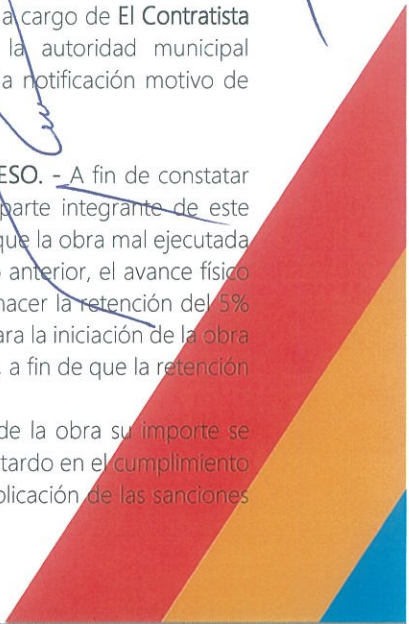 a cargo de El Contratista
la autoridad municipal
a notificación motivo de
ESO. - A fin de constatar
parte integrante de este
que la obra mal ejecutada
anterior, el avance físico
hacer la retención del 5%
ara la iniciación de la obra
a fin de que la retención
de la obra su importe se
tardo en el cumplimiento
plicación de las sanciones